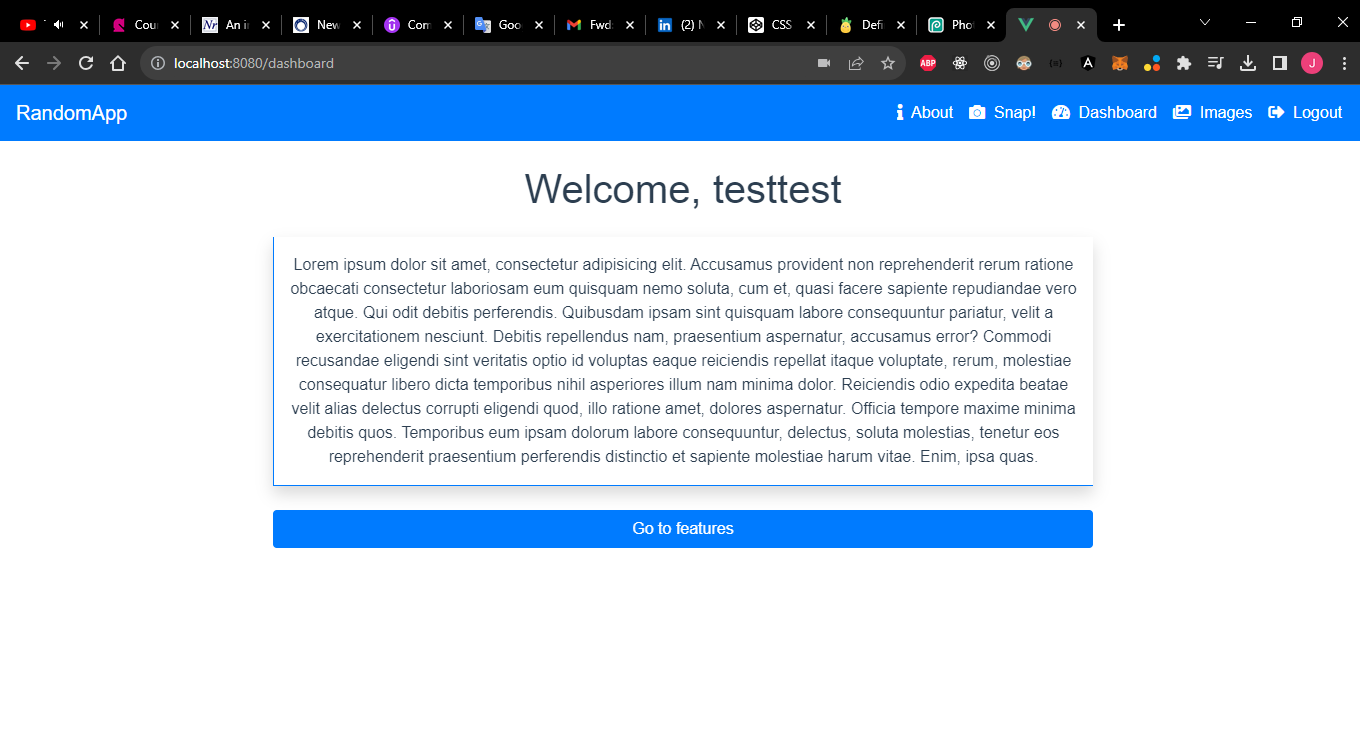 Cou
Nr An i
New
Com
Goo
Fwd
(2) N
CSS
Defi
Pho
localhost:8080/dashboard
ABP
J
RandomApp
About Snap! Dashboard Images Logout
Welcome, testtest
Lorem ipsum dolor sit amet, consectetur adipisicing elit. Accusamus provident non reprehenderit rerum ratione
obcaecati consectetur laboriosam eum quisquam nemo soluta, cum et, quasi facere sapiente repudiandae vero
atque. Qui odit debitis perferendis. Quibusdam ipsam sint quisquam labore consequuntur pariatur, velit a
exercitationem nesciunt. Debitis repellendus nam, praesentium aspernatur, accusamus error? Commodi
recusandae eligendi sint veritatis optio id voluptas eaque reiciendis repellat itaque voluptate, rerum, molestiae
consequatur libero dicta temporibus nihil asperiores illum nam minima dolor. Reiciendis odio expedita beatae
velit alias delectus corrupti eligendi quod, illo ratione amet, dolores aspernatur. Officia tempore maxime minima
debitis quos. Temporibus eum ipsam dolorum labore consequuntur, delectus, soluta molestias, tenetur eos
reprehenderit praesentium perferendis distinctio et sapiente molestiae harum vitae. Enim, ipsa quas.
Go to features